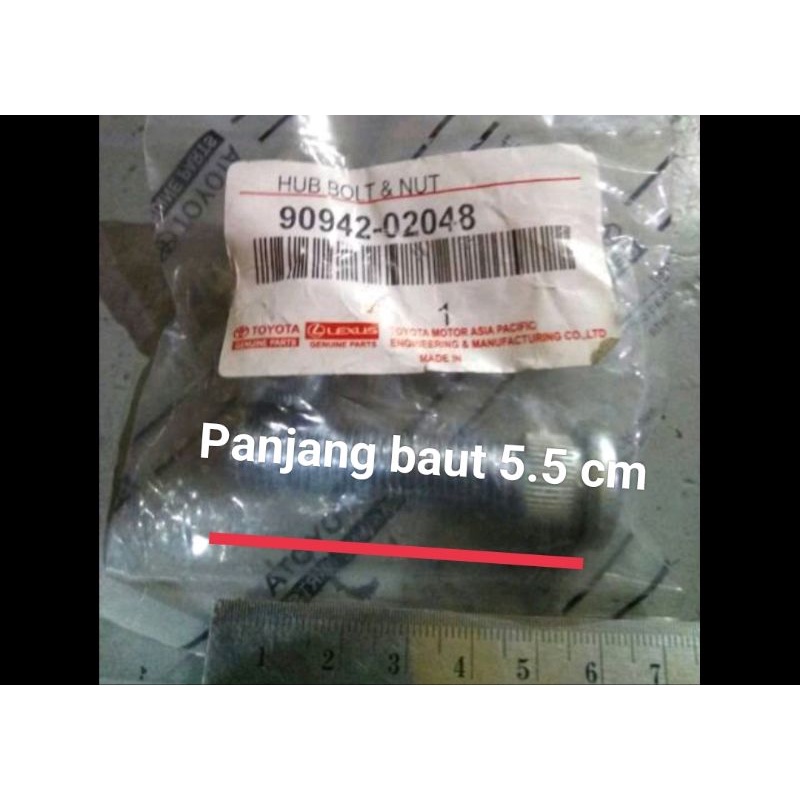 HUB BOLT & NUT
90942-02048
1
TOYOTA
GENUINE PARTS
LEXUS
GENUINE PARTS
TOYOTA MOTOR ASIA PACIFIC
ENGINEERING & MANUFACTURING CO.,LTD
MADE IN
Panjang baut 5.5 cm
1 2 3 4 5 6 7